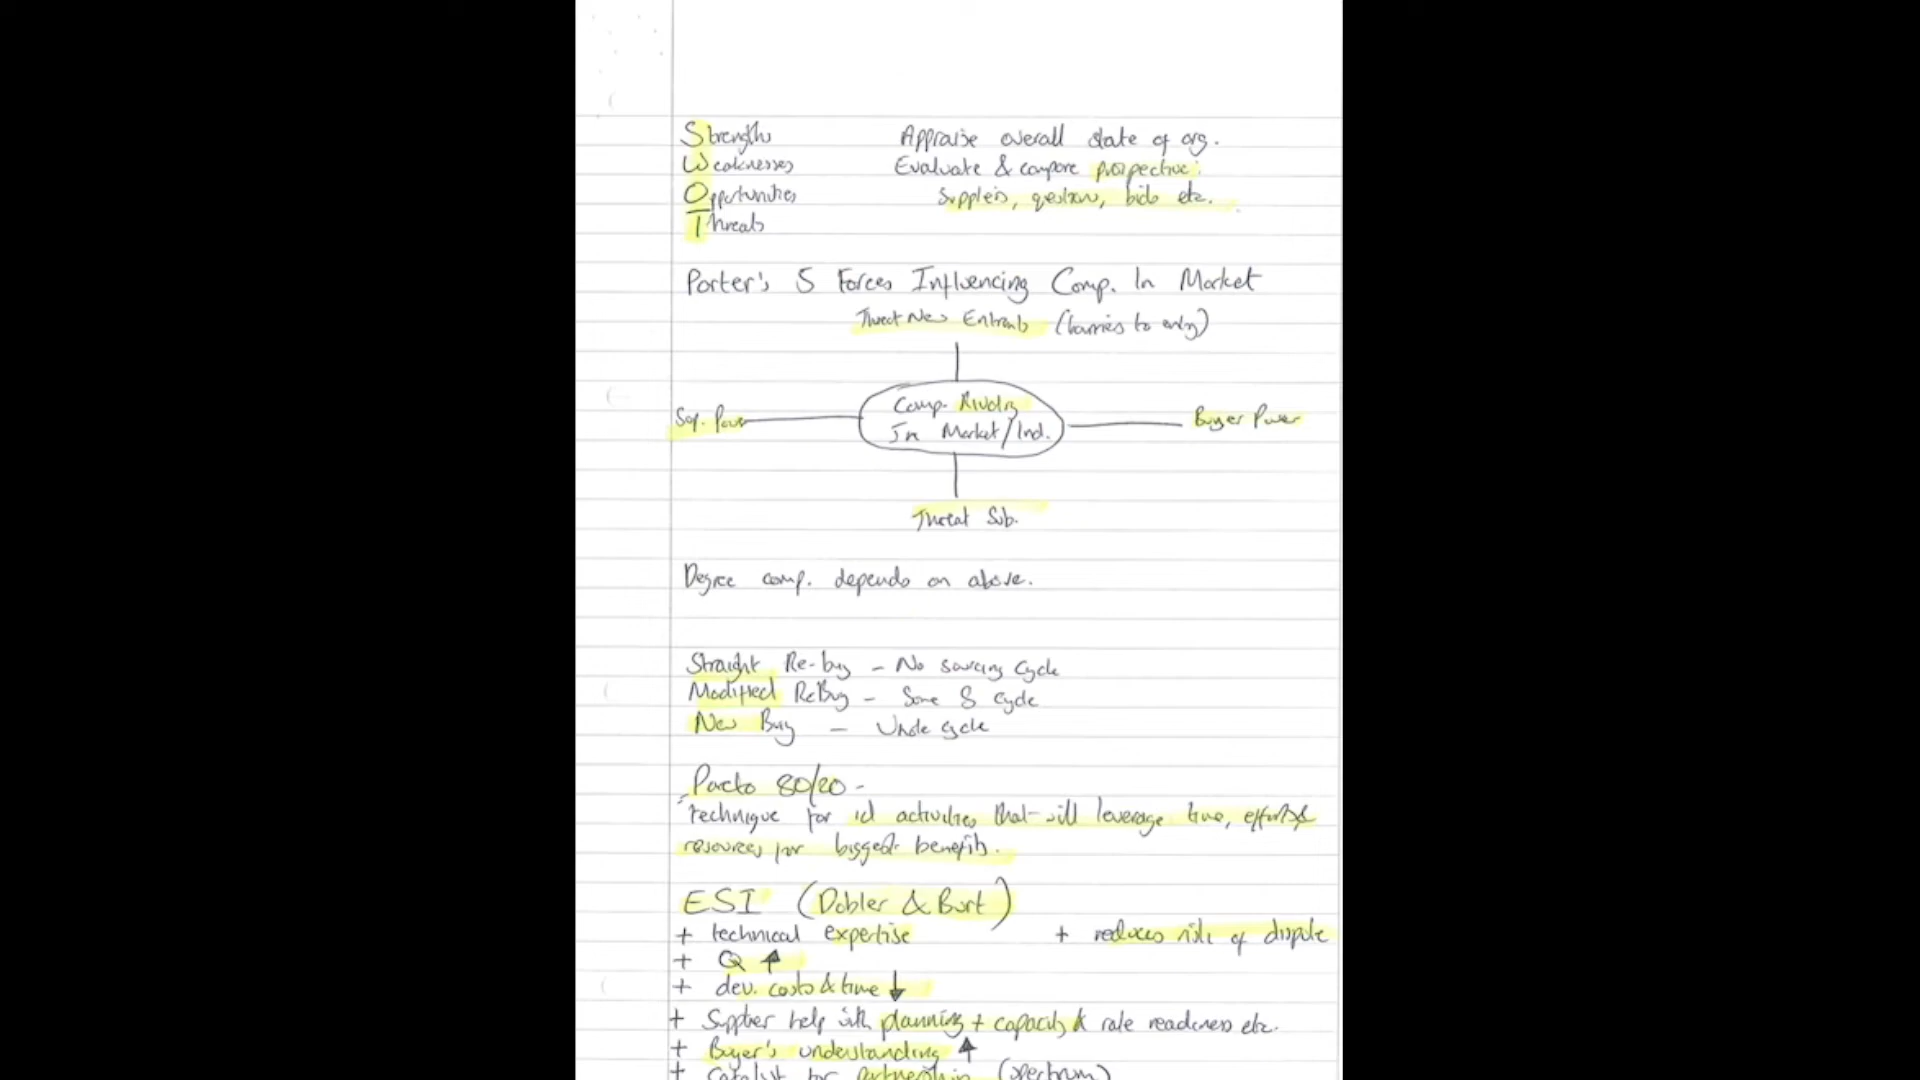 Strengths Appraise overall state of org.
Weaknesses Evaluate & compare prospective:
Opportunities Suppliers, quotations, bids etc.
Threats
Porter's 5 Forces Influencing Comp. In Market
Threat New Entrants (barriers to entry)
Comp. Rivalry
Sup. Power In Market/Ind. Buyer Power
Threat Sub.
Degree comp. depends on above.
Straight Re-buy - No sourcing cycle
Modified ReBuy - Some S cycle
New Buy - Whole cycle
Pareto 80/20 -
technique for id activities that will leverage time, effort &
resources for biggest benefits.
ESI (Dobler & Burt)
+ technical expertise + reduces risk of dispute
+ Q ↑
+ dev. costs & time ↓
+ Supplier help with planning + capacity & rate readiness etc.
+ Buyer's understanding ↑
+ catalyst for partnership (spectrum)